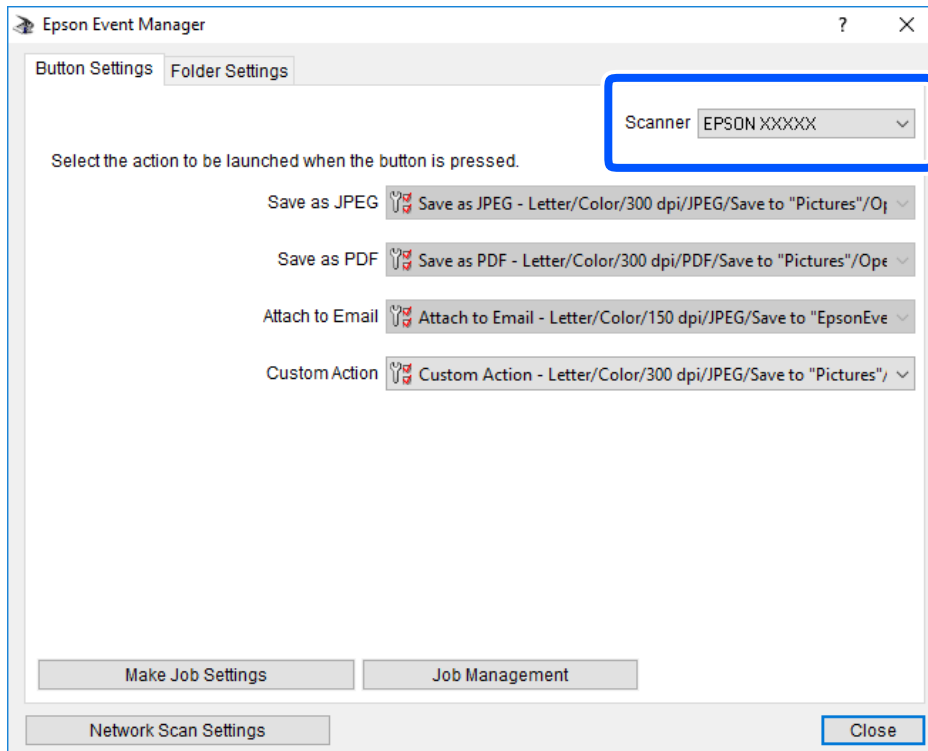 Epson Event Manager
Button Settings Folder Settings
Scanner EPSON XXXXX
Select the action to be launched when the button is pressed.
Save as JPEG Save as JPEG - Letter/Color/300 dpi/JPEG/Save to "Pictures"/Op
Save as PDF Save as PDF - Letter/Color/300 dpi/PDF/Save to "Pictures"/Ope
Attach to Email Attach to Email - Letter/Color/150 dpi/JPEG/Save to "EpsonEve
Custom Action Custom Action - Letter/Color/300 dpi/JPEG/Save to "Pictures"/
Make Job Settings Job Management
Network Scan Settings Close